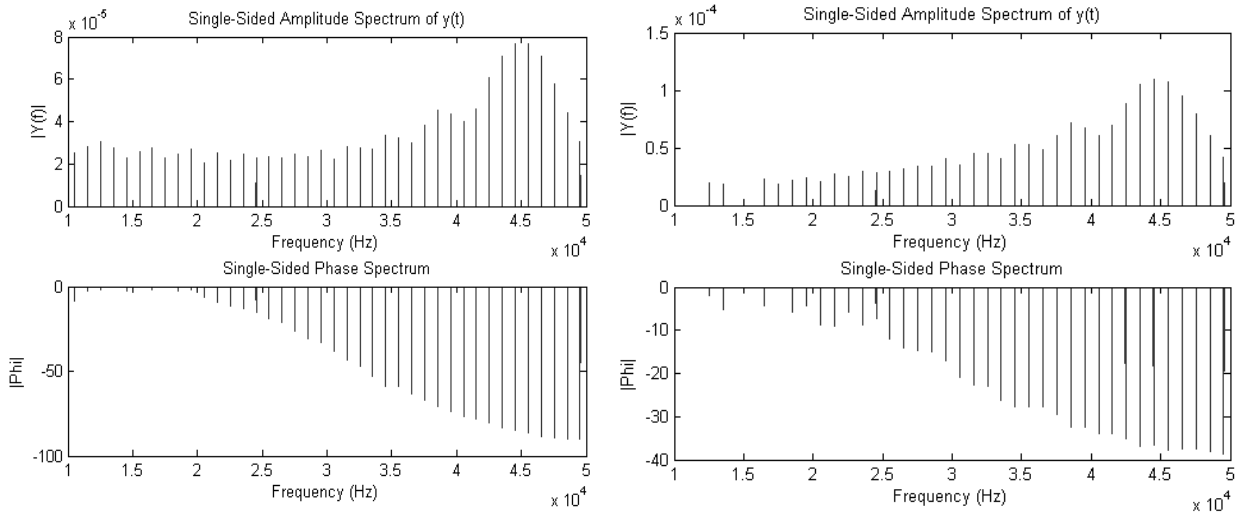 x 10-5
Single-Sided Amplitude Spectrum of y(t)
8
6
4
2
0
|Y(f)|
1 1.5 2 2.5 3 3.5 4 4.5 5
Frequency (Hz)
x 10 4
Single-Sided Phase Spectrum
0
-50
-100
|Phi|
1 1.5 2 2.5 3 3.5 4 4.5 5
Frequency (Hz)
x 10 4
x 10-4
Single-Sided Amplitude Spectrum of y(t)
1.5
1
0.5
0
|Y(f)|
1 1.5 2 2.5 3 3.5 4 4.5 5
Frequency (Hz)
x 10 4
Single-Sided Phase Spectrum
0
-10
-20
-30
-40
|Phi|
1 1.5 2 2.5 3 3.5 4 4.5 5
Frequency (Hz)
x 10 4